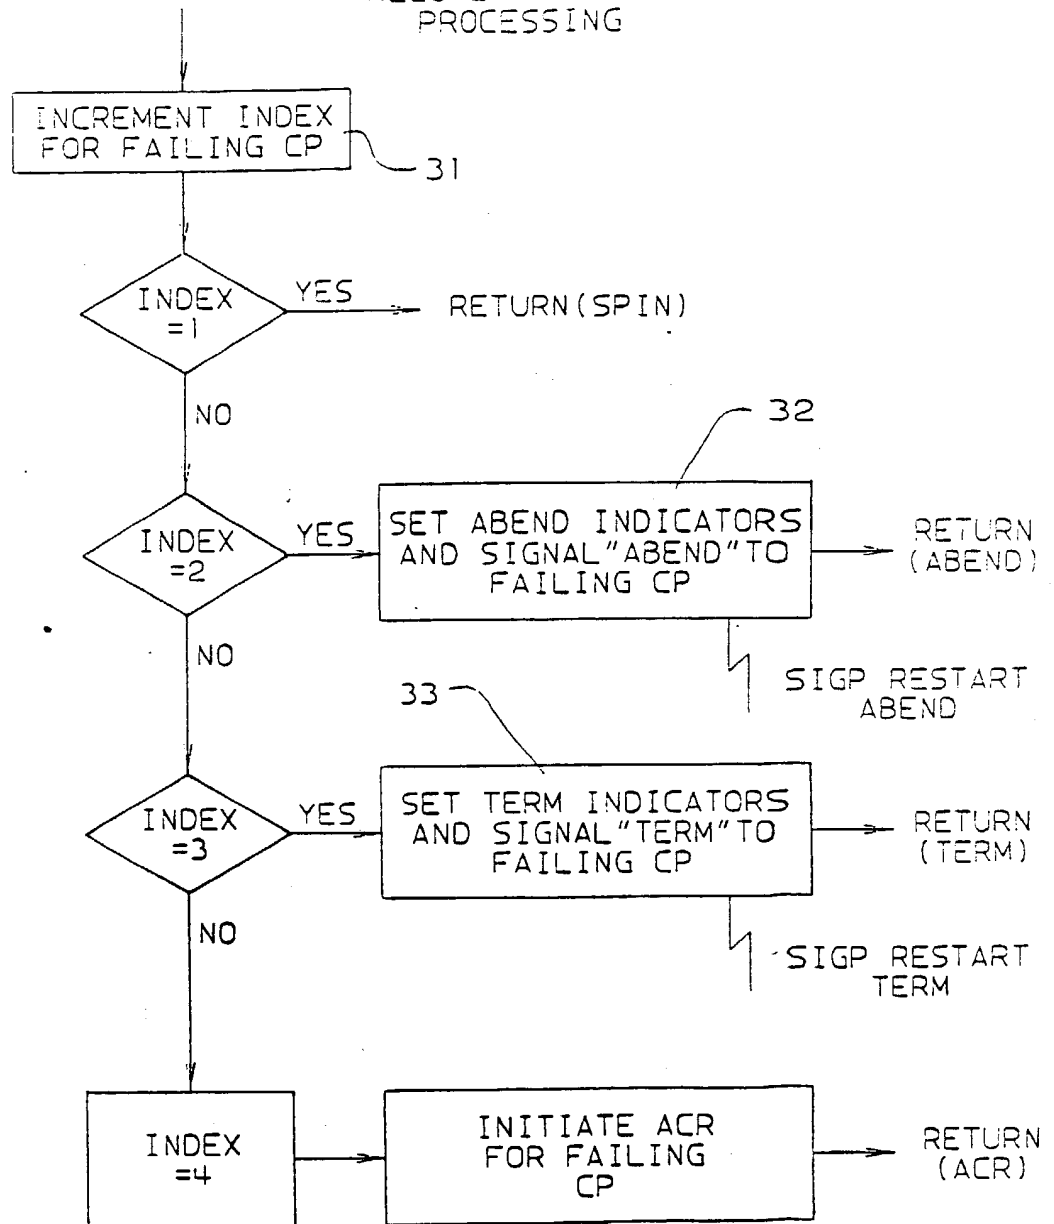 PROCESSING
INCREMENT INDEX
FOR FAILING CP
31
INDEX
=1
YES
RETURN(SPIN)
NO
32
INDEX
=2
YES
SET ABEND INDICATORS
AND SIGNAL"ABEND"TO
FAILING CP
RETURN
(ABEND)
NO
SIGP RESTART
ABEND
33
INDEX
=3
YES
SET TERM INDICATORS
AND SIGNAL"TERM"TO
FAILING CP
RETURN
(TERM)
NO
SIGP RESTART
TERM
INDEX
=4
INITIATE ACR
FOR FAILING
CP
RETURN
(ACR)